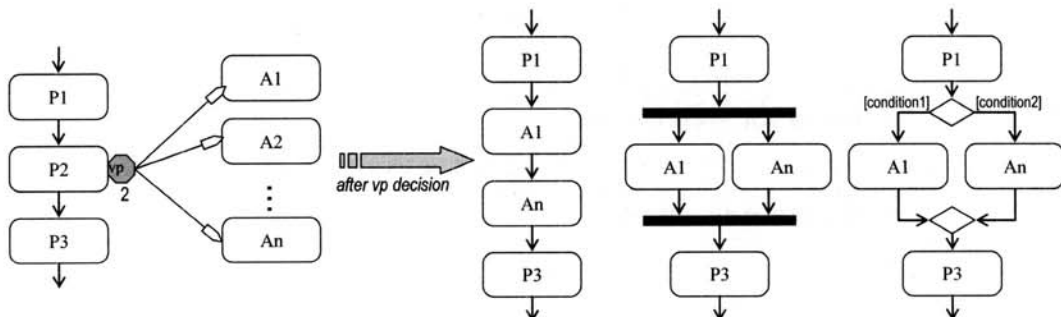 P1
P2
P3
vp
2
A1
A2
⋮
An
after vp decision
P1
A1
An
P3
P1
A1
An
P3
P1
[condition1]
[condition2]
A1
An
P3